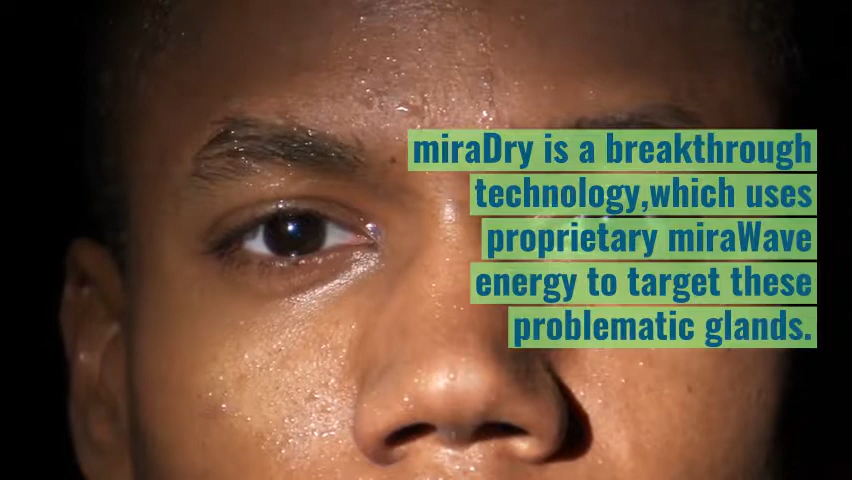 miraDry is a breakthrough
technology,which uses
proprietary miraWave
energy to target these
problematic glands.